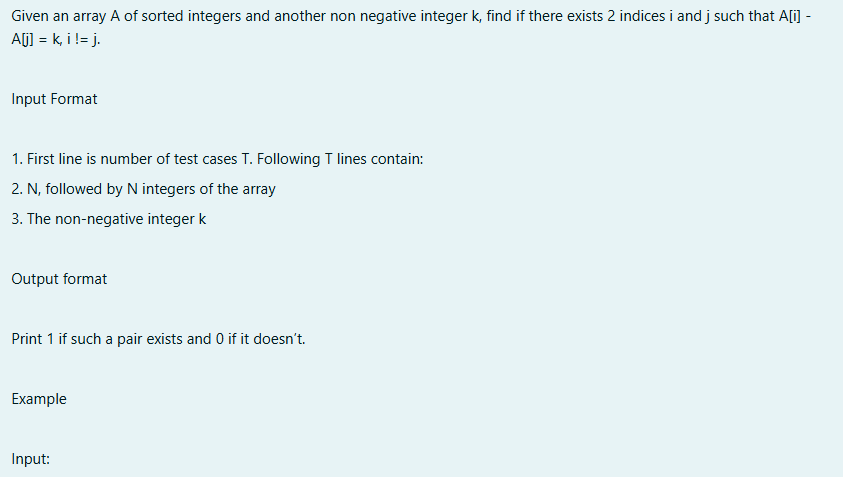 Given an array A of sorted integers and another non negative integer k, find if there exists 2 indices i and j such that A[i] -
A[j] = k, i != j.
Input Format
1. First line is number of test cases T. Following T lines contain:
2. N, followed by N integers of the array
3. The non-negative integer k
Output format
Print 1 if such a pair exists and 0 if it doesn’t.
Example
Input: